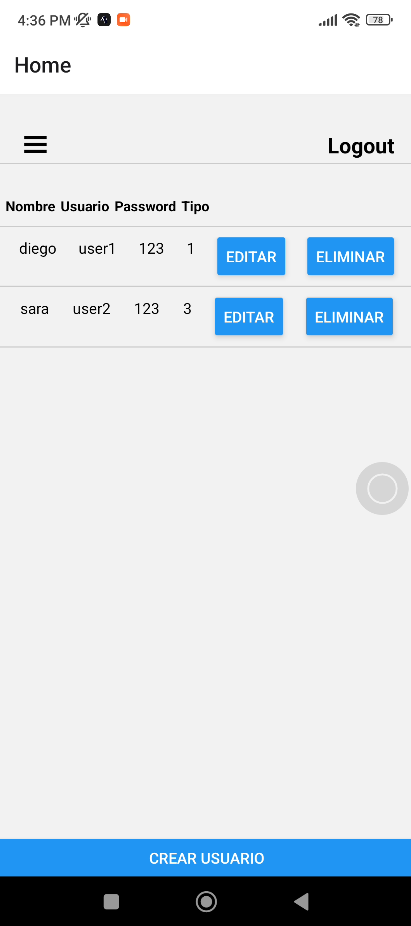 4:36 PM 78
Home
Logout
Nombre Usuario Password Tipo
diego user1 123 1 EDITAR ELIMINAR
sara user2 123 3 EDITAR ELIMINAR
CREAR USUARIO